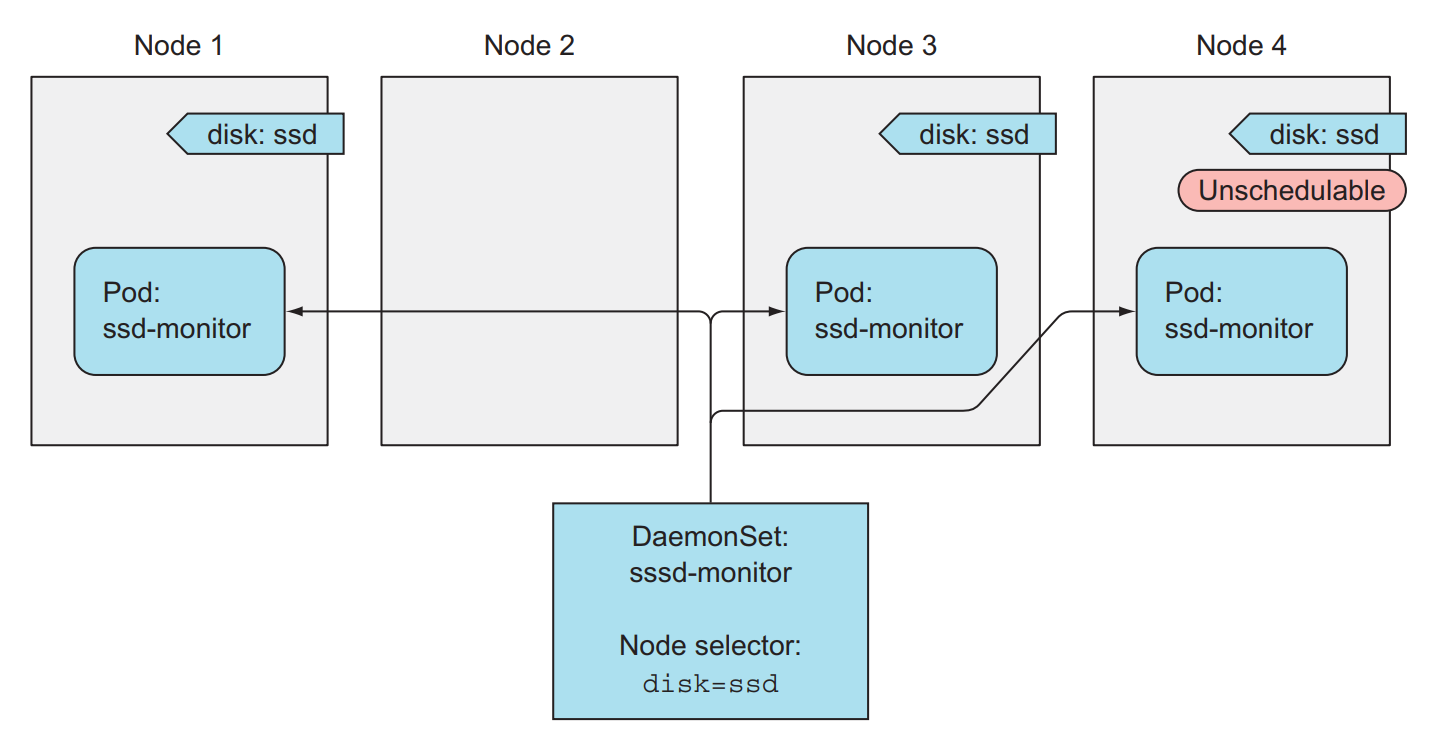 Node 1
Node 2
Node 3
Node 4
disk: ssd
disk: ssd
disk: ssd
Unschedulable
Pod:
ssd-monitor
Pod:
ssd-monitor
Pod:
ssd-monitor
DaemonSet:
sssd-monitor
Node selector:
disk=ssd